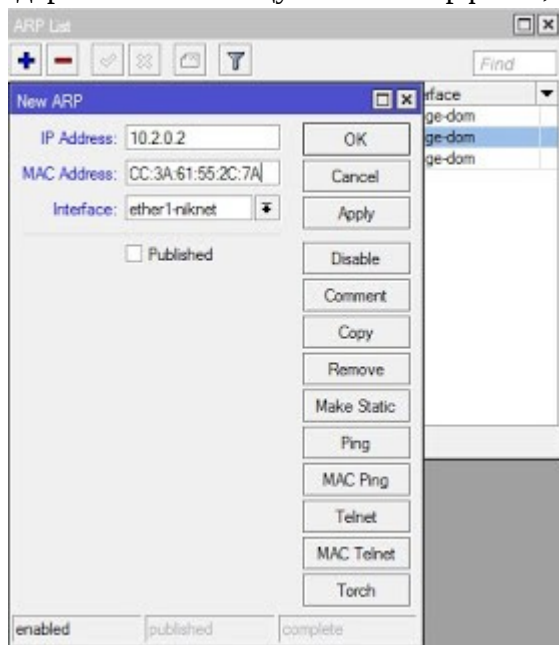 ARP List
Find
New ARP
IP Address: 10.2.0.2
MAC Address: CC:3A:61:55:2C:7A
Interface: ether1-niknet
Published
OK
Cancel
Apply
Disable
Comment
Copy
Remove
Make Static
Ping
MAC Ping
Telnet
MAC Telnet
Torch
rface
ge-dom
ge-dom
ge-dom
enabled
published
complete